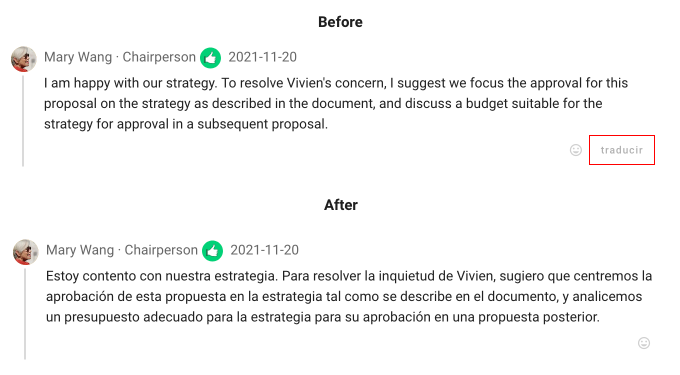 Before
Mary Wang · Chairperson 2021-11-20
I am happy with our strategy. To resolve Vivien's concern, I suggest we focus the approval for this
proposal on the strategy as described in the document, and discuss a budget suitable for the
strategy for approval in a subsequent proposal.
traducir
After
Mary Wang · Chairperson 2021-11-20
Estoy contento con nuestra estrategia. Para resolver la inquietud de Vivien, sugiero que centremos la
aprobación de esta propuesta en la estrategia tal como se describe en el documento, y analicemos
un presupuesto adecuado para la estrategia para su aprobación en una propuesta posterior.